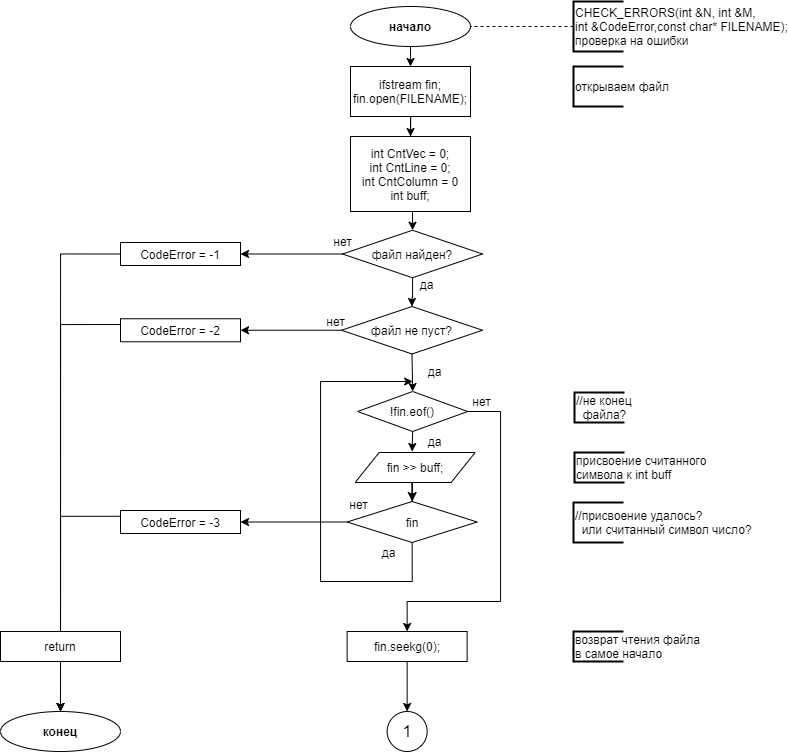 начало
CHECK_ERRORS(int &N, int &M,
int &CodeError,const char* FILENAME);
проверка на ошибки
ifstream fin;
fin.open(FILENAME);
открываем файл
int CntVec = 0;
int CntLine = 0;
int CntColumn = 0
int buff;
нет
CodeError = -1
файл найден?
да
нет
CodeError = -2
файл не пуст?
да
!fin.eof()
нет
//не конец
файла?
да
fin >> buff;
присвоение считанного
символа к int buff
нет
CodeError = -3
fin
//присвоение удалось?
или считанный символ число?
да
return
fin.seekg(0);
возврат чтения файла
в самое начало
конец
1